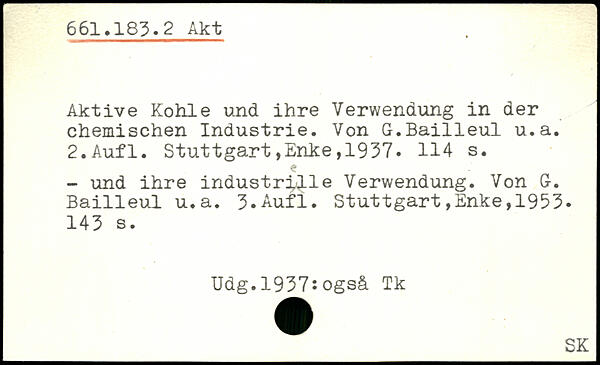 661.183.2 Akt
Aktive Kohle und ihre Verwendung in der
chemischen Industrie. Von G.Bailleul u.a.
2.Aufl. Stuttgart,Enke,1937. 114 s.
- und ihre industrielle Verwendung. Von G.
Bailleul u.a. 3.Aufl. Stuttgart,Enke,1953.
143 s.
Udg.1937:også Tk
SK